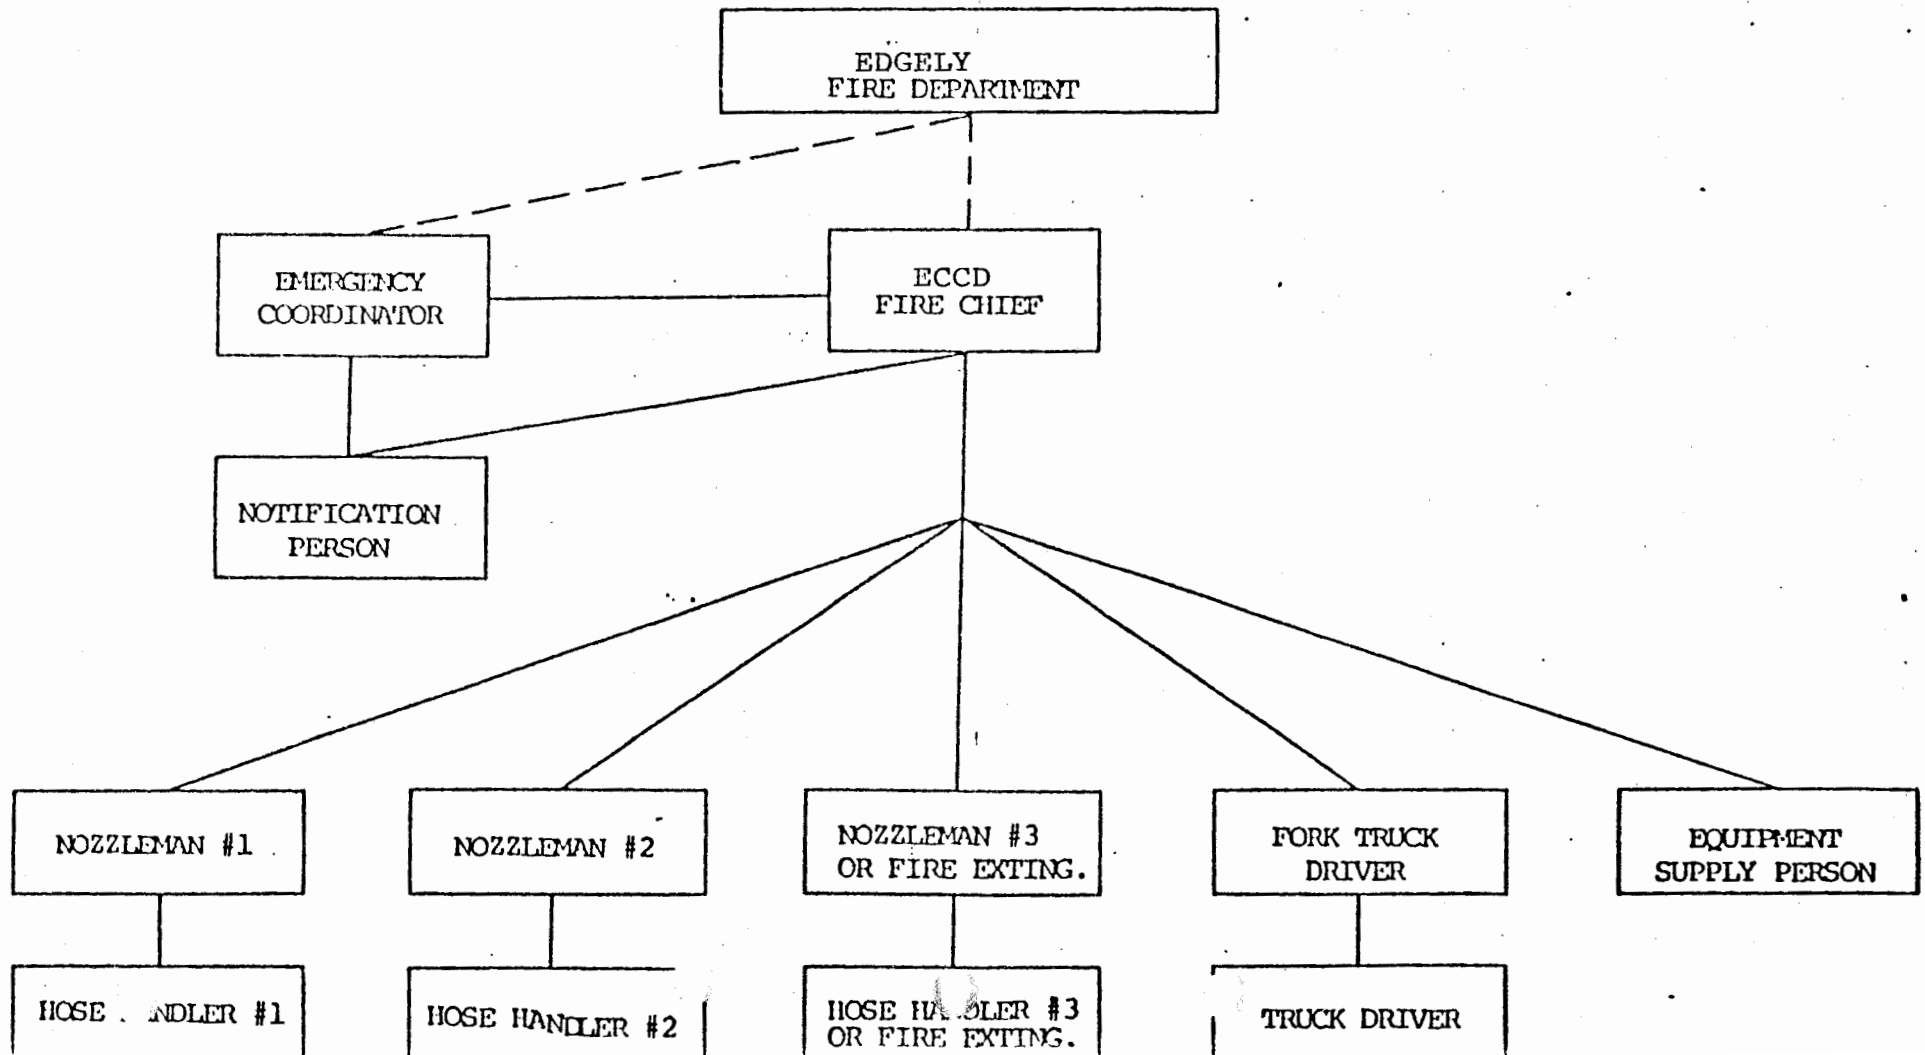 EDGELY
FIRE DEPARTMENT
EMERGENCY
COORDINATOR
ECCD
FIRE CHIEF
NOTIFICATION
PERSON
NOZZLEMAN #1
NOZZLEMAN #2
NOZZLEMAN #3
OR FIRE EXTING.
FORK TRUCK
DRIVER
EQUIPMENT
SUPPLY PERSON
HOSE #1
HOSE HANDLER #2
HOSE HANDLER #3
OR FIRE EXTING.
TRUCK DRIVER